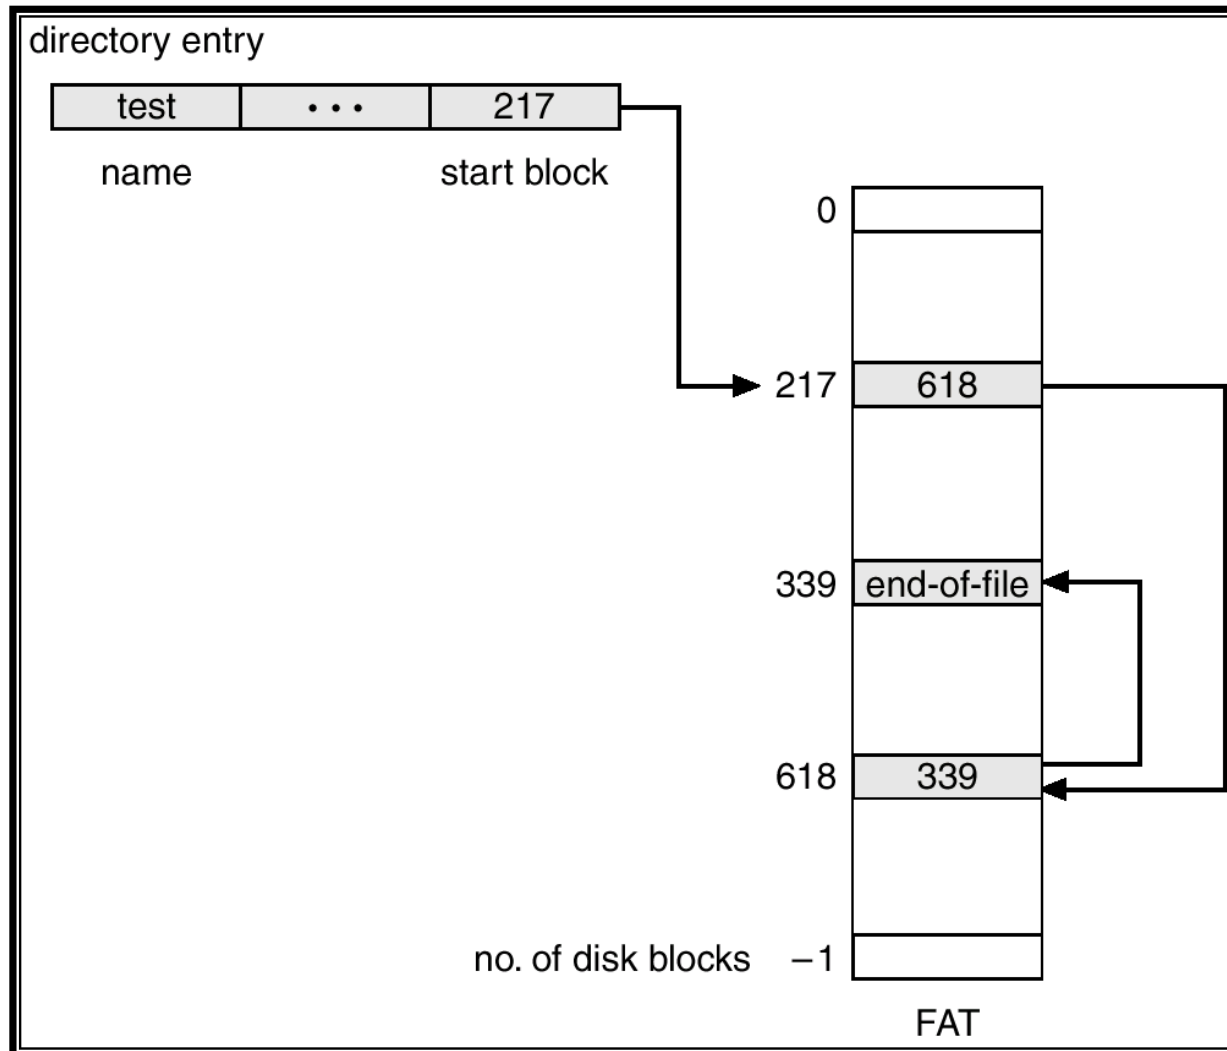 directory entry
test ••• 217
name start block
0
217 618
339 end-of-file
618 339
no. of disk blocks –1
FAT